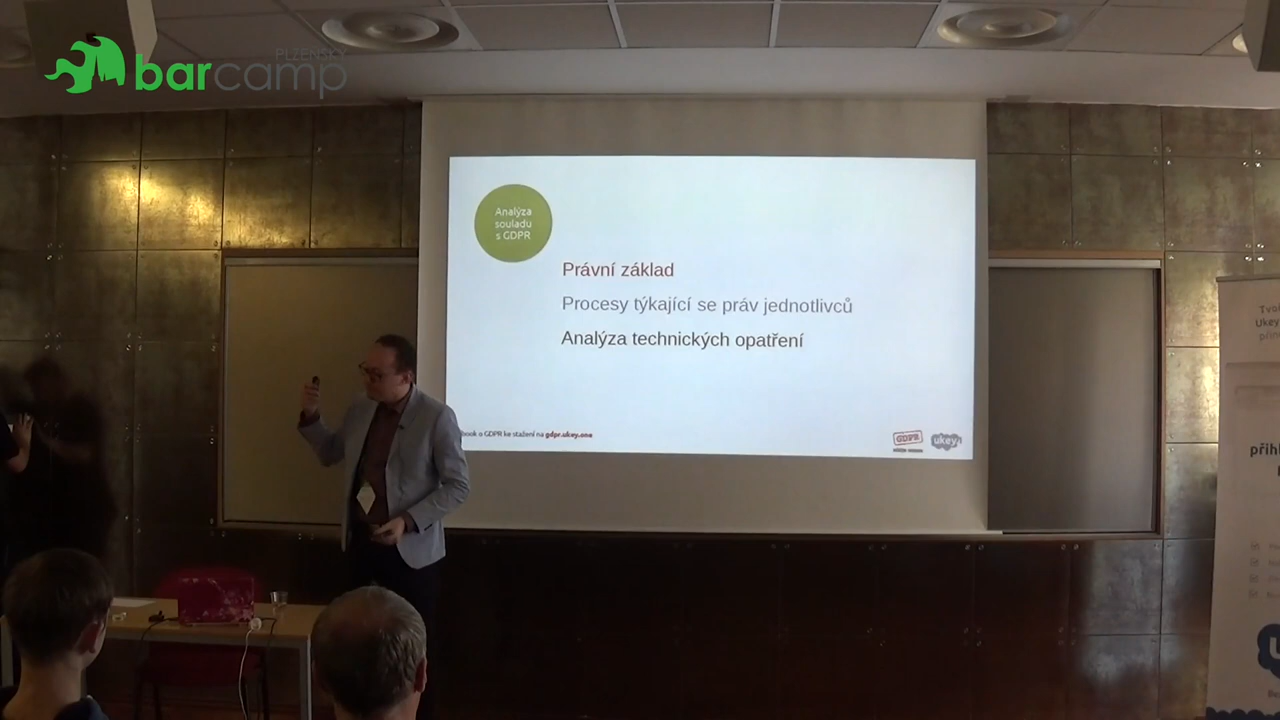 PLZEŇSKÝ
barcamp
Analýza
souladu
s GDPR
Právní základ
Procesy týkající se práv jednotlivců
Analýza technických opatření
book o GDPR ke stažení na gdpr.ukey.one
GDPR
ukey